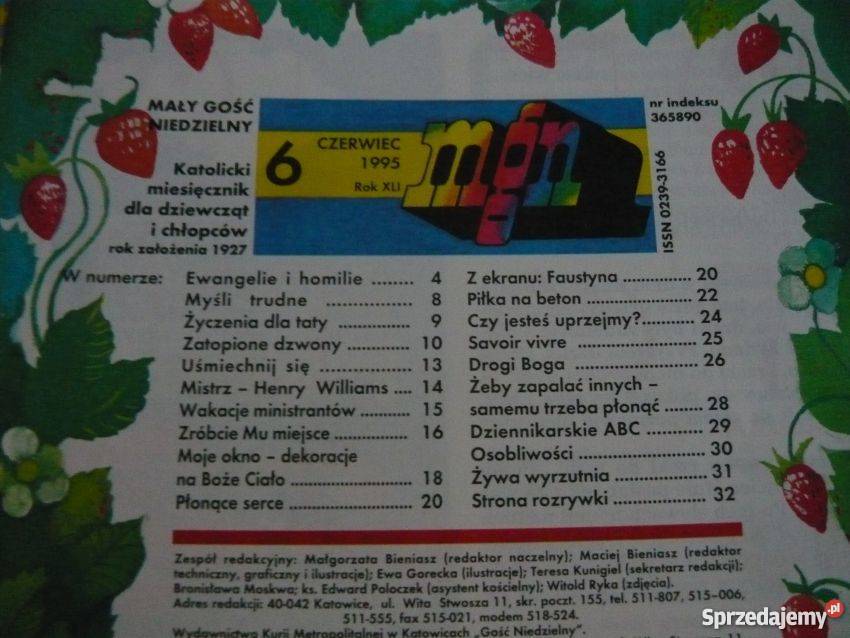 MAŁY GOŚĆ
NIEDZIELNY
Katolicki
miesięcznik
dla dziewcząt
i chłopców
rok założenia 1927
6 CZERWIEC
1995
Rok XLI
mgn
nr indeksu
365890
ISSN 0239-3166
W numerze:
Ewangelie i homilie ........ 4
Myśli trudne ........ 8
Życzenia dla taty ........ 9
Zatopione dzwony ........ 10
Uśmiechnij się ........ 13
Mistrz – Henry Williams .... 14
Wakacje ministrantów ........ 15
Zróbcie Mu miejsce ........ 16
Moje okno – dekoracje
na Boże Ciało ........ 18
Płonące serce ........ 20
Z ekranu: Faustyna ........ 20
Piłka na beton ........ 22
Czy jesteś uprzejmy?........ 24
Savoir vivre ........ 25
Drogi Boga ........ 26
Żeby zapalać innych –
samemu trzeba płonąć ........ 28
Dziennikarskie ABC ........ 29
Osobliwości ........ 30
Żywa wyrzutnia ........ 31
Strona rozrywki ........ 32
Zespół redakcyjny: Małgorzata Bieniasz (redaktor naczelny); Maciej Bieniasz (redaktor
techniczny, graficzny i ilustracje); Ewa Gorecka (ilustracje); Teresa Kunigiel (sekretarz redakcji);
Bronisława Moskwa; ks. Edward Poloczek (asystent kościelny); Witold Ryka (zdjęcia).
Adres redakcji: 40-042 Katowice, ul. Wita Stwosza 11, skr. poczt. 155, tel. 511-807, 515–006,
511-555, fax 515-021, modem 518-524.
Wydawnictwo Kurii Metropolitalnej w Katowicach „Gość Niedzielny”.
Sprzedajemy.pl